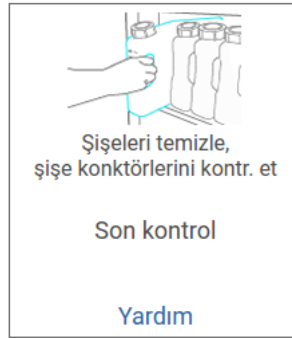 Şişeleri temizle,
şişe konktörlerini kontr. et
Son kontrol
Yardım